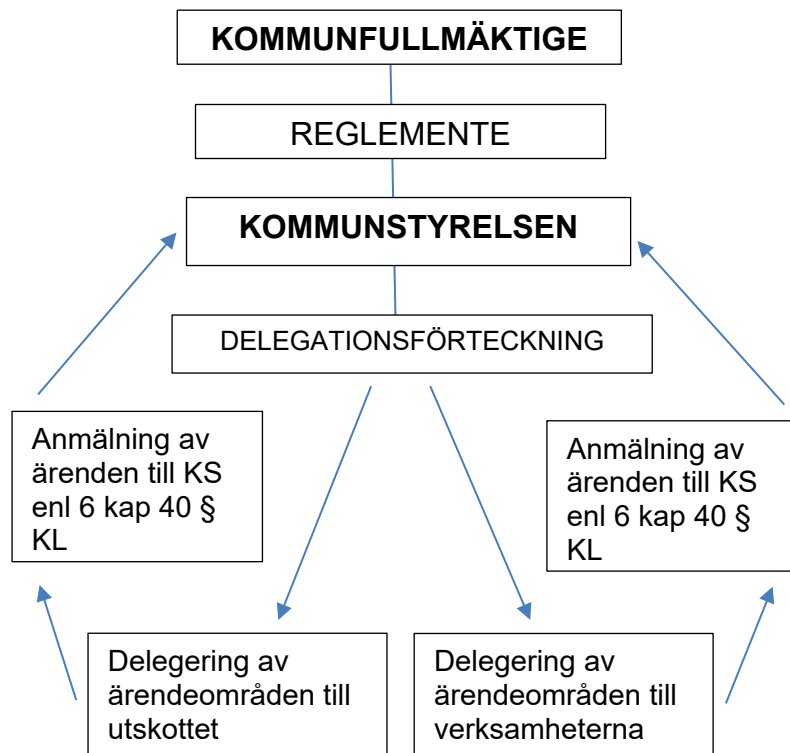 KOMMUNFULLMÄKTIGE
REGLEMENTE
KOMMUNSTYRELSEN
DELEGATIONSFÖRTECKNING
Anmälning av
ärenden till KS
enl 6 kap 40 §
KL
Anmälning av
ärenden till KS
enl 6 kap 40 §
KL
Delegering av
ärendeområden till
utskottet
Delegering av
ärendeområden till
verksamheterna